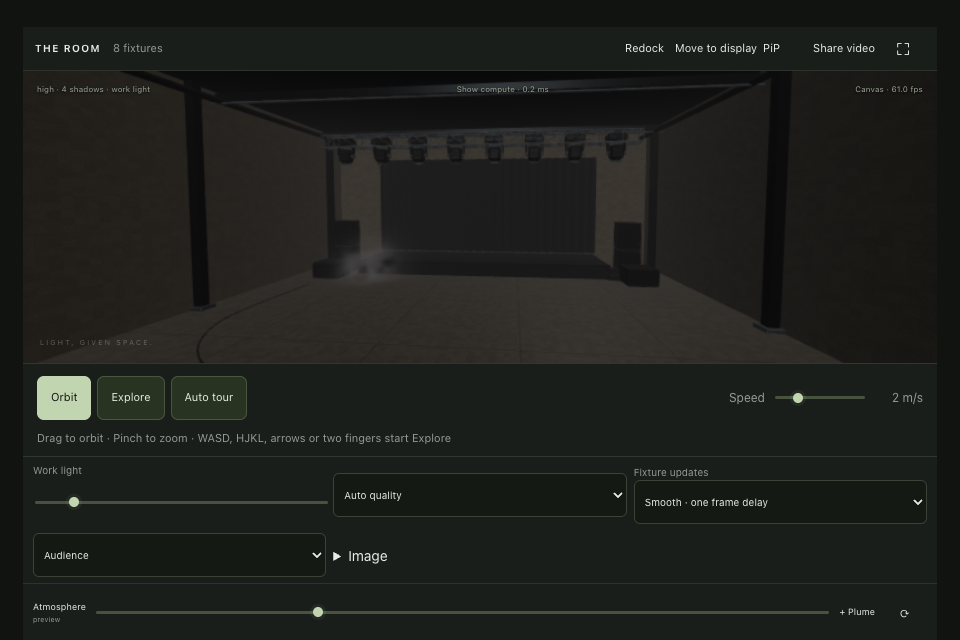 THE ROOM 8 fixtures Redock Move to display PiP Share video
high · 4 shadows · work light Show compute · 0.2 ms Canvas · 61.0 fps
LIGHT, GIVEN SPACE.
Orbit Explore Auto tour Speed 2 m/s
Drag to orbit · Pinch to zoom · WASD, HJKL, arrows or two fingers start Explore
Work light
Auto quality
Fixture updates
Smooth · one frame delay
Audience
Image
Atmosphere
preview
+ Plume